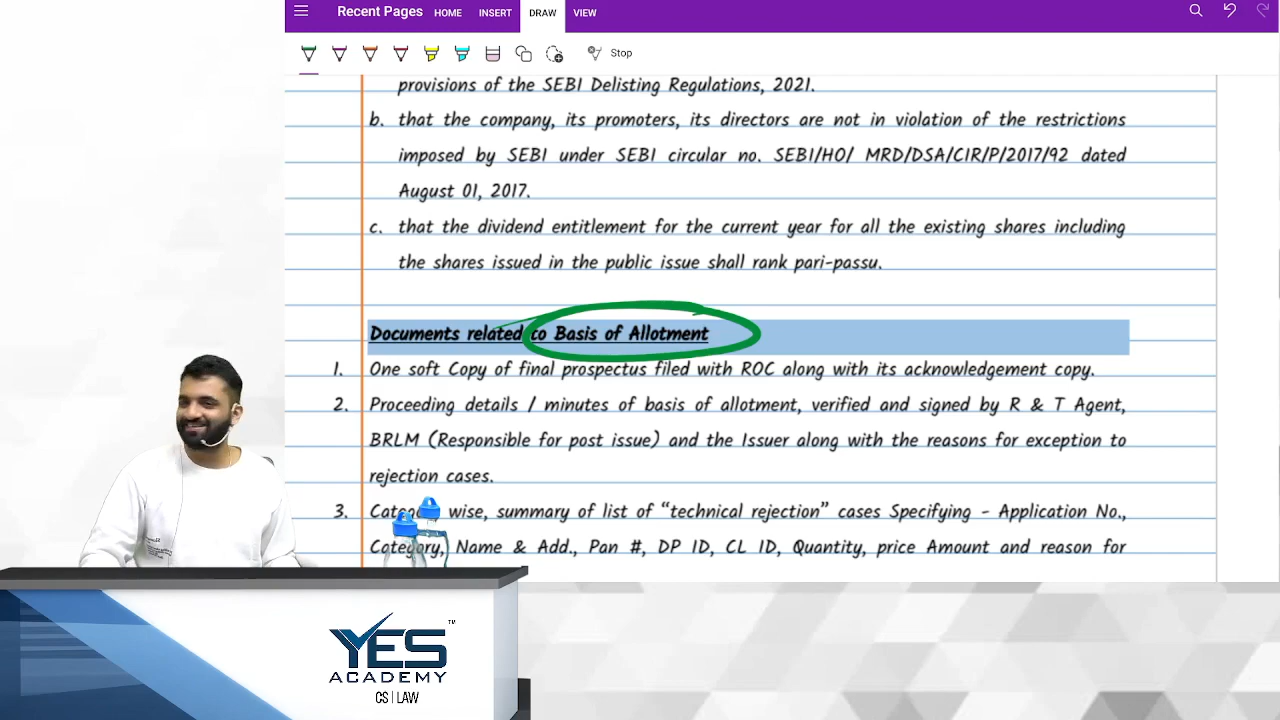 Recent Pages HOME INSERT DRAW VIEW
Stop
provisions of the SEBI Delisting Regulations, 2021.
b. that the company, its promoters, its directors are not in violation of the restrictions
imposed by SEBI under SEBI circular no. SEBI/HO/ MRD/DSA/CIR/P/2017/92 dated
August 01, 2017.
c. that the dividend entitlement for the current year for all the existing shares including
the shares issued in the public issue shall rank pari-passu.
Documents related to Basis of Allotment
1. One soft Copy of final prospectus filed with ROC along with its acknowledgement copy.
2. Proceeding details / minutes of basis of allotment, verified and signed by R & T Agent,
BRLM (Responsible for post issue) and the Issuer along with the reasons for exception to
rejection cases.
3. wise, summary of list of “technical rejection” cases Specifying - Application No.,
Category, Name & Add., Pan #, DP ID, CL ID, Quantity, price Amount and reason for
YES ™
ACADEMY
CS | LAW